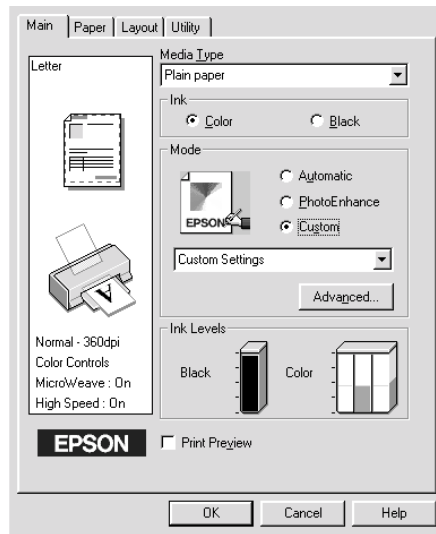 Main Paper Layout Utility
Letter
Media Type
Plain paper
Ink
Color Black
Mode
Automatic
PhotoEnhance
Custom
EPSON
Custom Settings
Advanced...
Normal - 360dpi
Color Controls
MicroWeave : On
High Speed : On
Ink Levels
Black Color
EPSON
Print Preview
OK Cancel Help